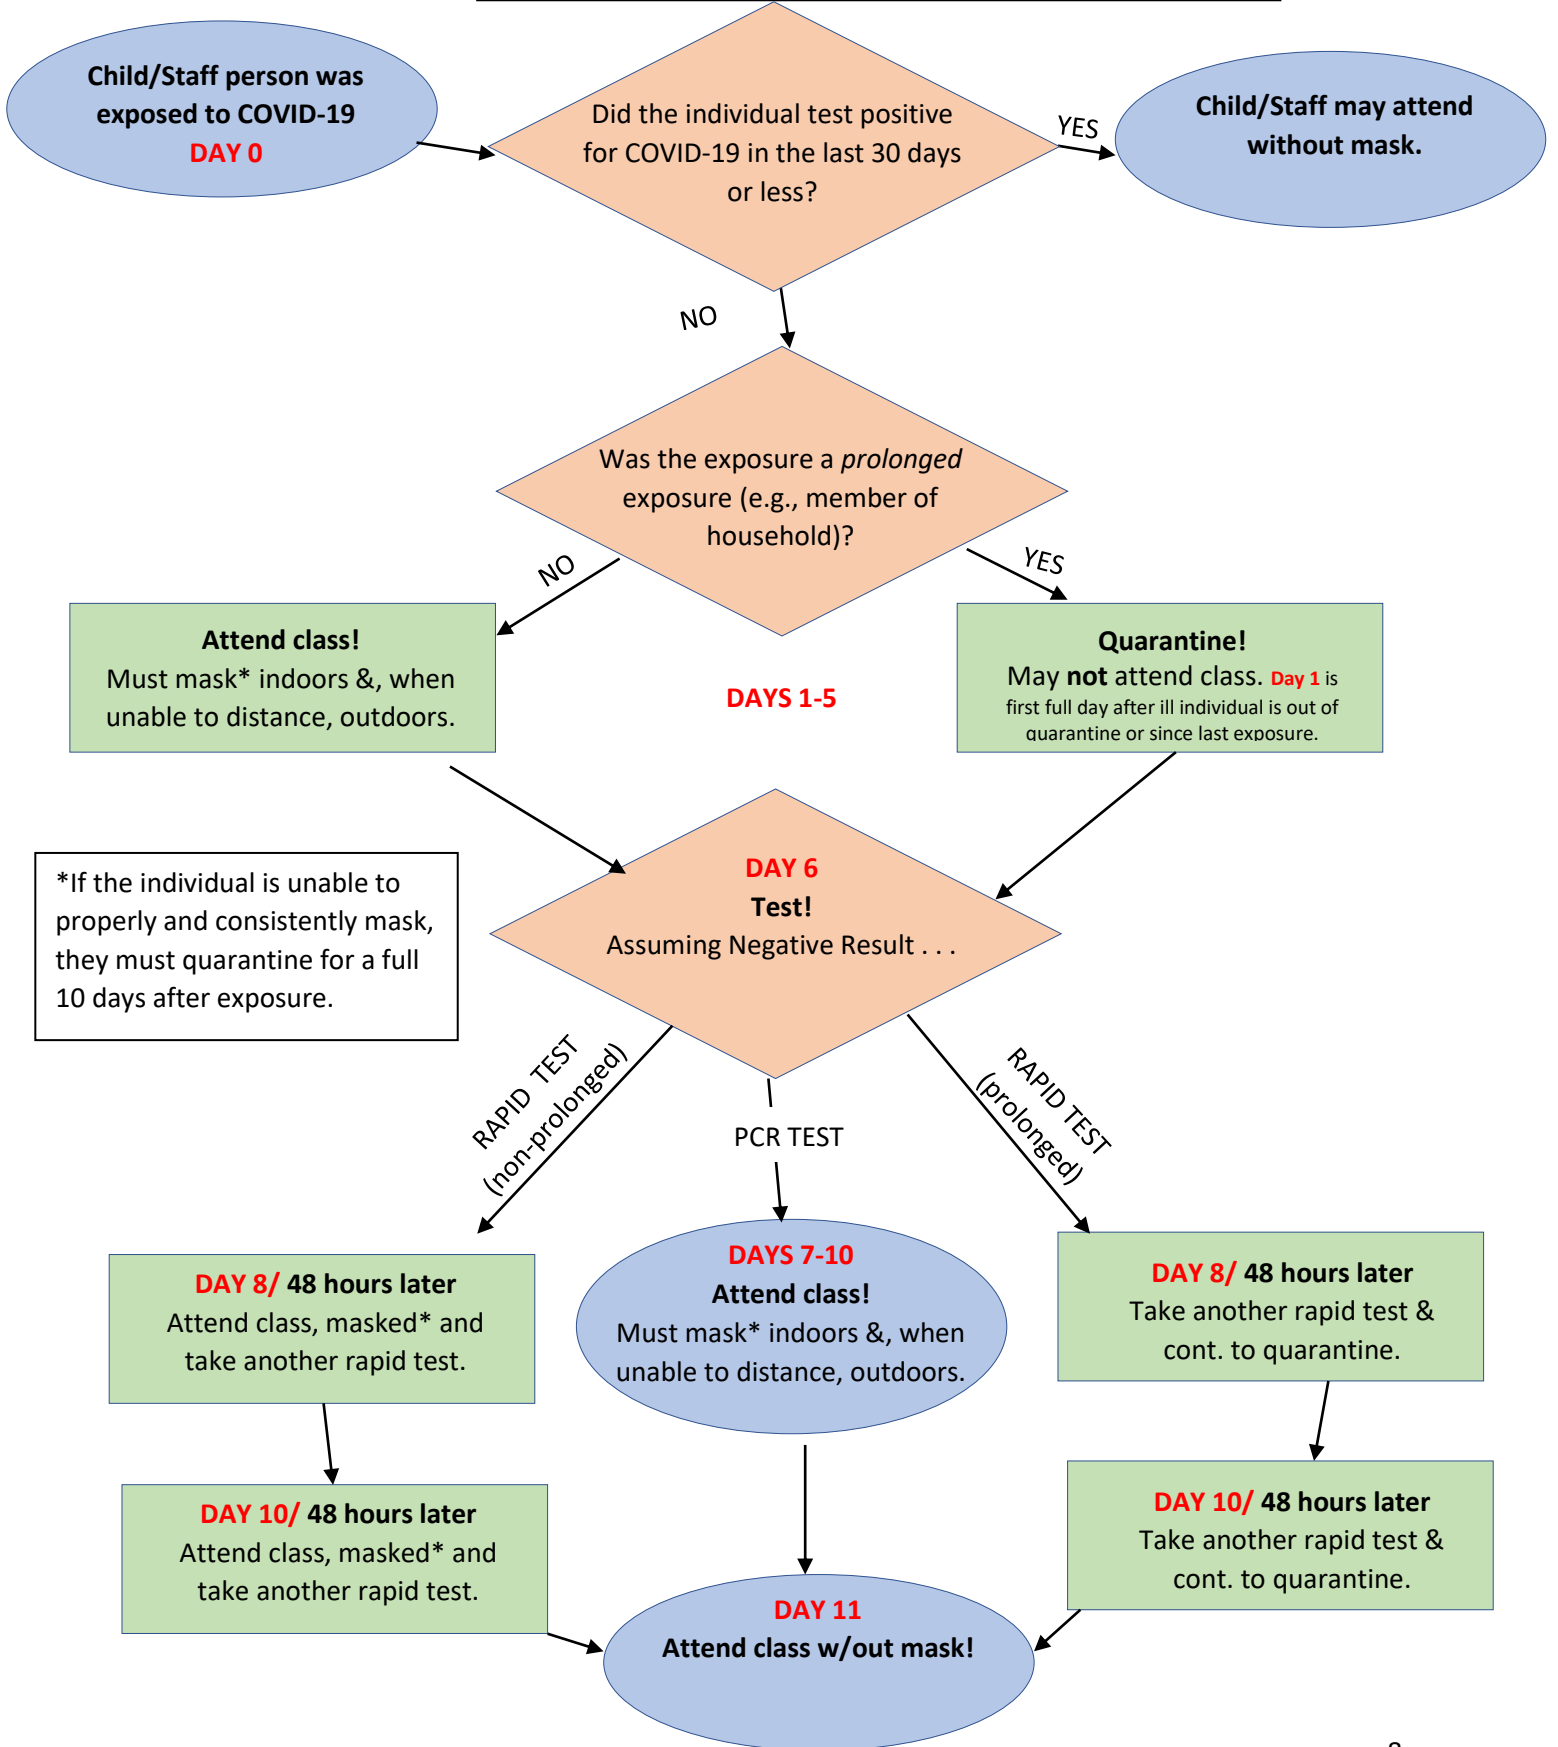 Child/Staff person was
exposed to COVID-19
DAY 0
Did the individual test positive
for COVID-19 in the last 30 days
or less?
YES
Child/Staff may attend
without mask.
NO
Was the exposure a prolonged
exposure (e.g., member of
household)?
NO
YES
Attend class!
Must mask* indoors &, when
unable to distance, outdoors.
DAYS 1-5
Quarantine!
May not attend class. Day 1 is
first full day after ill individual is out of
quarantine or since last exposure.
*If the individual is unable to
properly and consistently mask,
they must quarantine for a full
10 days after exposure.
DAY 6
Test!
Assuming Negative Result . . .
RAPID TEST
(non-prolonged)
PCR TEST
RAPID TEST
(prolonged)
DAY 8/ 48 hours later
Attend class, masked* and
take another rapid test.
DAYS 7-10
Attend class!
Must mask* indoors &, when
unable to distance, outdoors.
DAY 8/ 48 hours later
Take another rapid test &
cont. to quarantine.
DAY 10/ 48 hours later
Attend class, masked* and
take another rapid test.
DAY 10/ 48 hours later
Take another rapid test &
cont. to quarantine.
DAY 11
Attend class w/out mask!